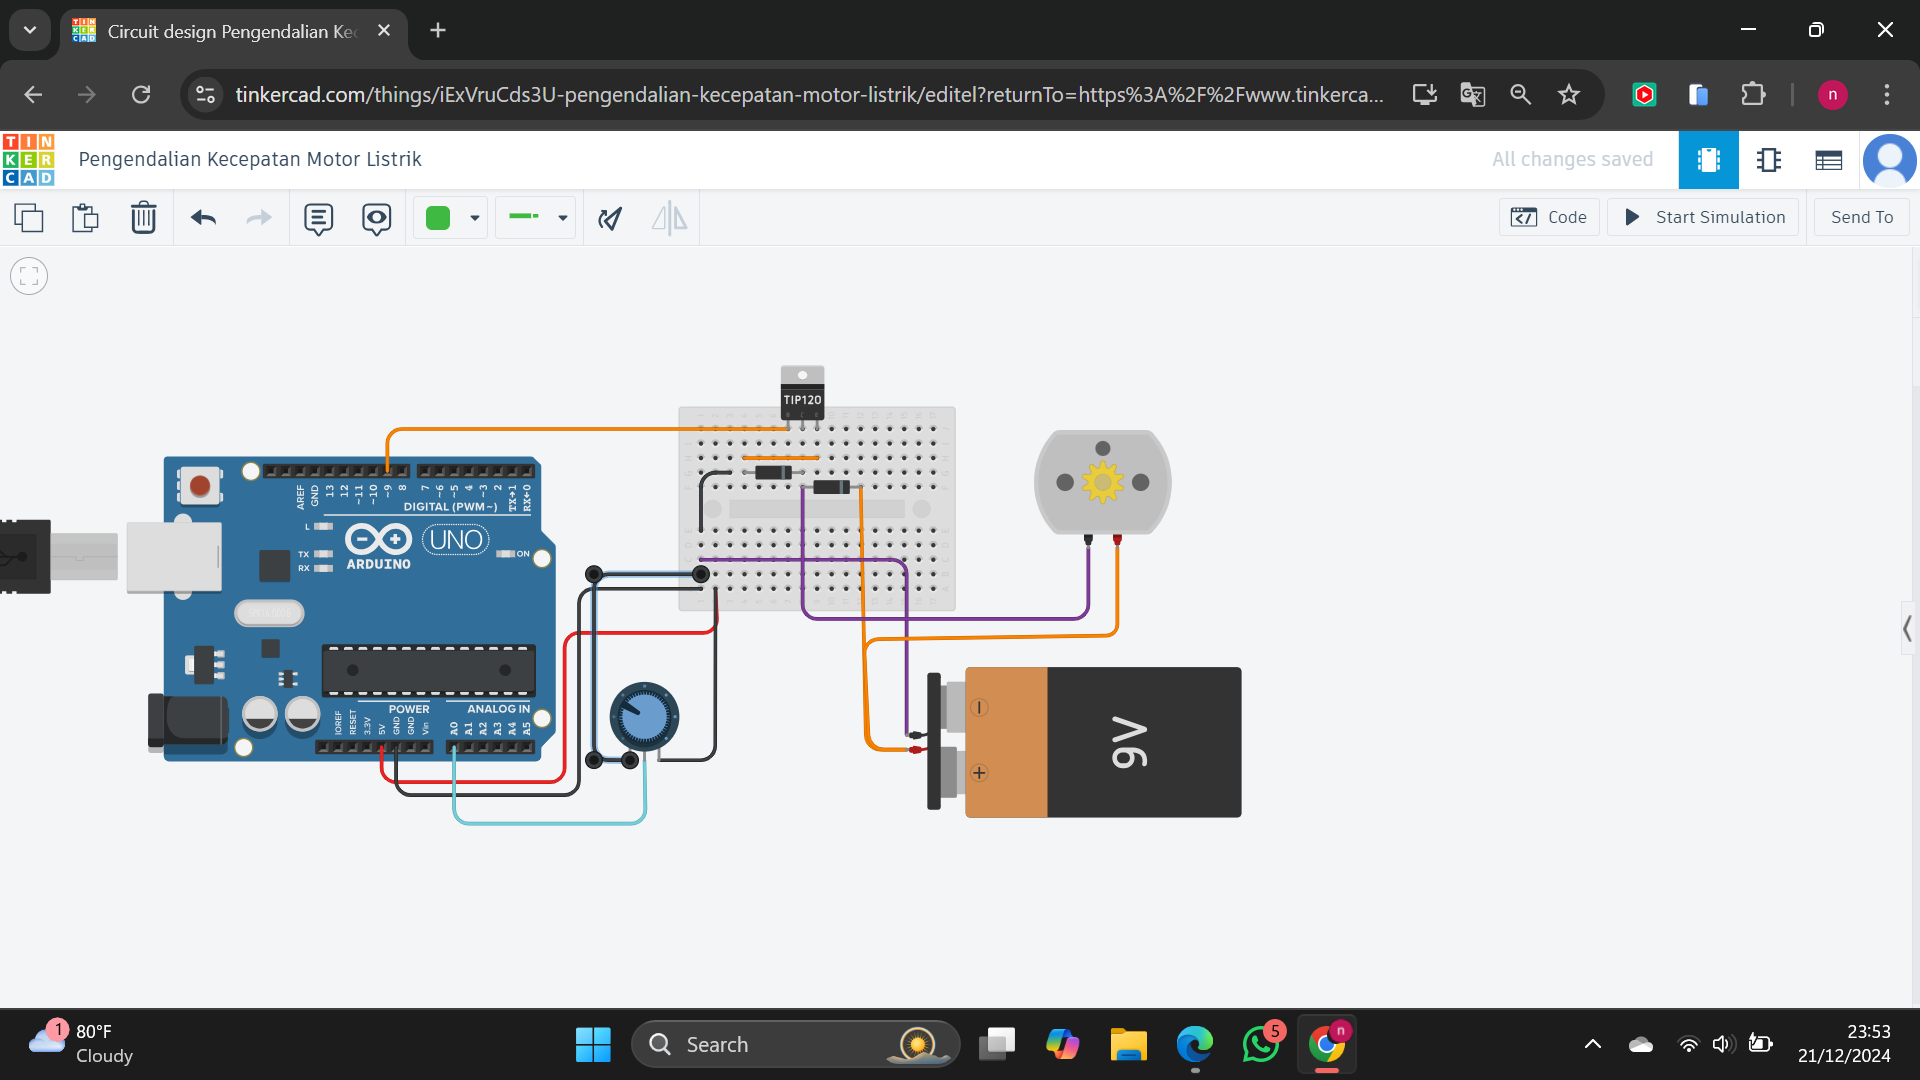 Circuit design Pengendalian Ke
tinkercad.com/things/iExVruCds3U-pengendalian-kecepatan-motor-listrik/editel?returnTo=https%3A%2F%2Fwww.tinkerca...
n
TIN
KER
CAD
Pengendalian Kecepatan Motor Listrik
All changes saved
Code
Start Simulation
Send To
TIP120
AREF
GND
13
12
~11
~10
~9
8
7
~6
~5
4
~3
2
TX→1
RX←0
DIGITAL (PWM~)
L
TX
RX
ARDUINO
UNO
ON
POWER
ANALOG IN
IOREF
RESET
3.3V
5V
GND
GND
Vin
A0
A1
A2
A3
A4
A5
9V
1
80°F
Cloudy
Search
5
n
23:53
21/12/2024